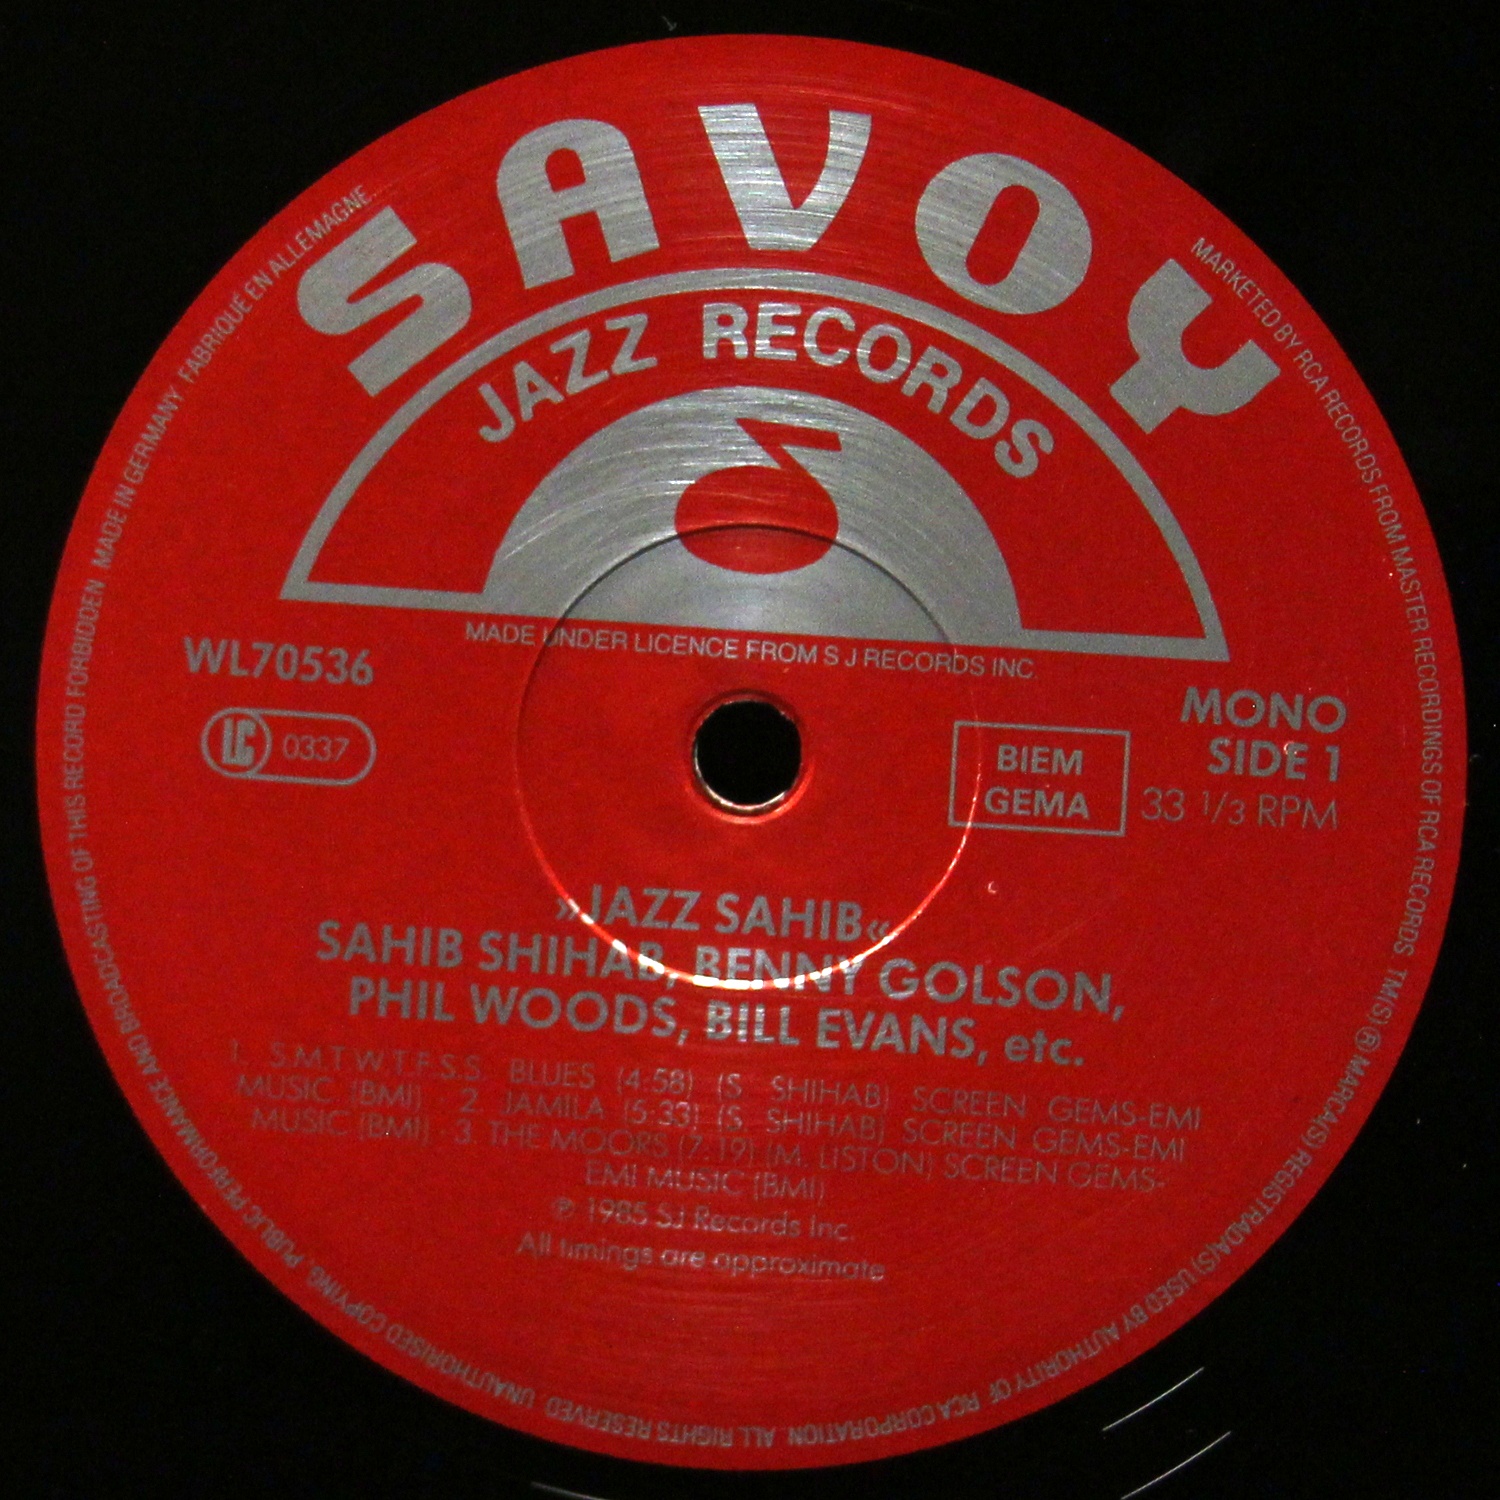 SAVOY
JAZZ RECORDS
MADE UNDER LICENCE FROM S J RECORDS INC.
WL70536
LC 0337
MONO
SIDE 1
BIEM
GEMA
33 1/3 RPM
»JAZZ SAHIB«
SAHIB SHIHAB, BENNY GOLSON,
PHIL WOODS, BILL EVANS, etc.
1. S.M.T.W.T.F.S.S. BLUES (4:58) (S. SHIHAB) SCREEN GEMS-EMI
MUSIC (BMI) · 2. JAMILA (5:33) (S. SHIHAB) SCREEN GEMS-EMI
MUSIC (BMI) · 3. THE MOORS (7:19) (M. LISTON) SCREEN GEMS-
EMI MUSIC (BMI)
℗ 1985 SJ Records Inc.
All timings are approximate
MARKETED BY RCA RECORDS FROM MASTER RECORDINGS OF RCA RECORDS TM(S) ® MARCA(S) REGISTRADA(S) USED BY AUTHORITY OF RCA CORPORATION ALL RIGHTS RESERVED UNAUTHORISED COPYING, PUBLIC PERFORMANCE AND BROADCASTING OF THIS RECORD FORBIDDEN MADE IN GERMANY. FABRIQUÉ EN ALLEMAGNE.